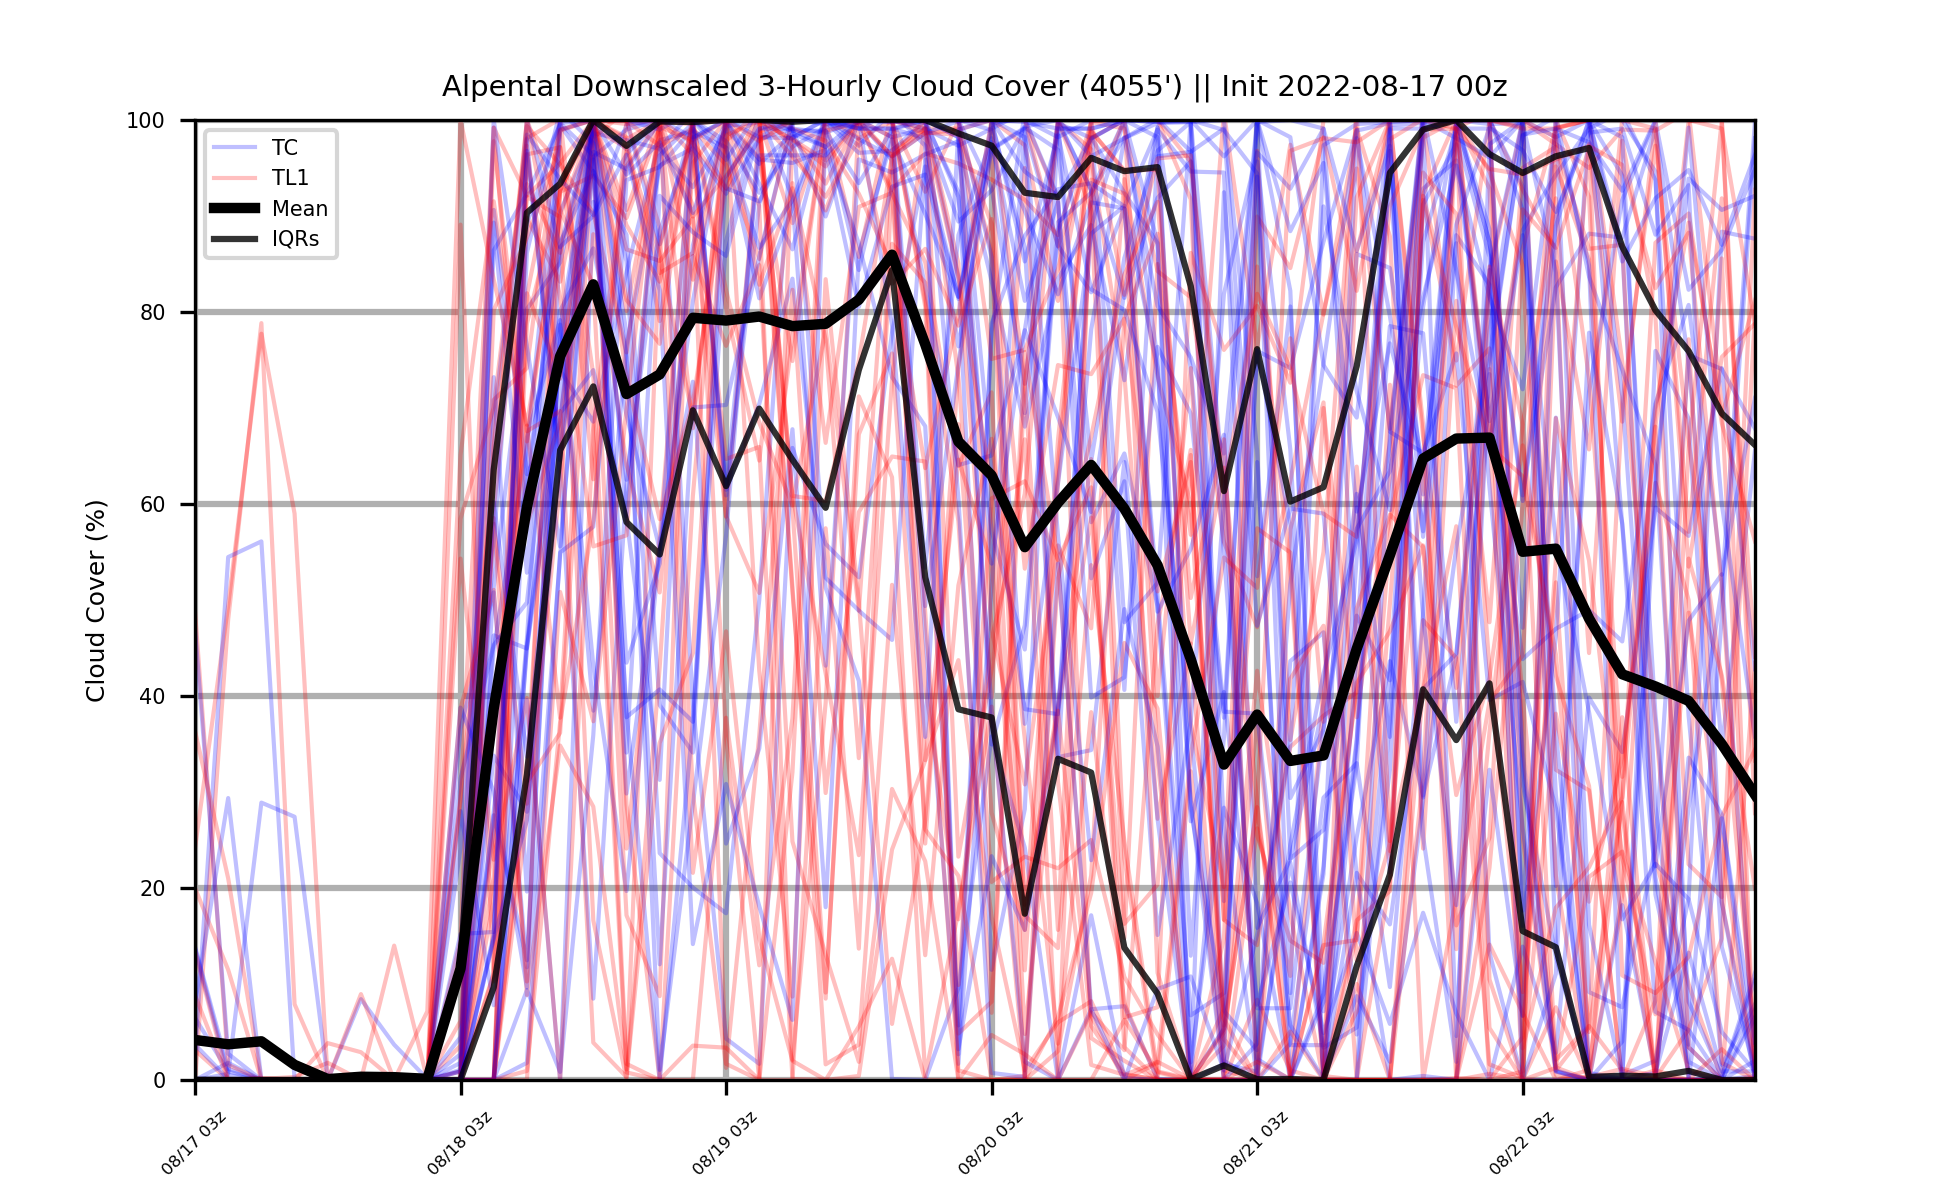 Alpental Downscaled 3-Hourly Cloud Cover (4055') || Init 2022-08-17 00z
TC
TL1
Mean
IQRs
Cloud Cover (%)
100
80
60
40
20
0
08/17 03z
08/18 03z
08/19 03z
08/20 03z
08/21 03z
08/22 03z